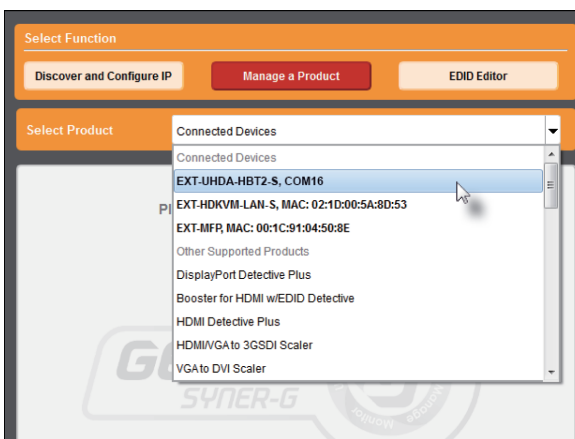 Select Function
Discover and Configure IP
Manage a Product
EDID Editor
Select Product
Connected Devices
Connected Devices
EXT-UHDA-HBT2-S, COM16
EXT-HDKVM-LAN-S, MAC: 02:1D:00:5A:8D:53
EXT-MFP, MAC: 00:1C:91:04:50:8E
Other Supported Products
DisplayPort Detective Plus
Booster for HDMI w/EDID Detective
HDMI Detective Plus
HDMI/VGA to 3GSDI Scaler
VGA to DVI Scaler
SYNER-G
Monitor